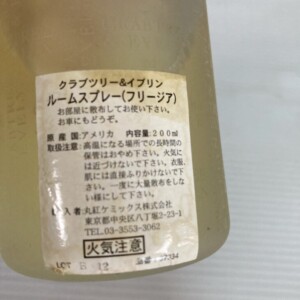 クラブツリー&イブリン
ルームスプレー(フリージア)
お部屋に散布してお使い下さい。
お車にもどうぞ。
原産国:アメリカ 内容量:200ml
取扱注意:高温になる場所での長時間の
保管はおやめ下さい。火気に
は近づけないで下さい。衣服、
肌には直接ふりかけないで下
さい。一度に大量散布をしな
いで下さい。
入者:丸紅ケミックス株式会社
東京都中央区八丁堀2-23-1
TEL 03-3553-3062
火気注意
LOT 12